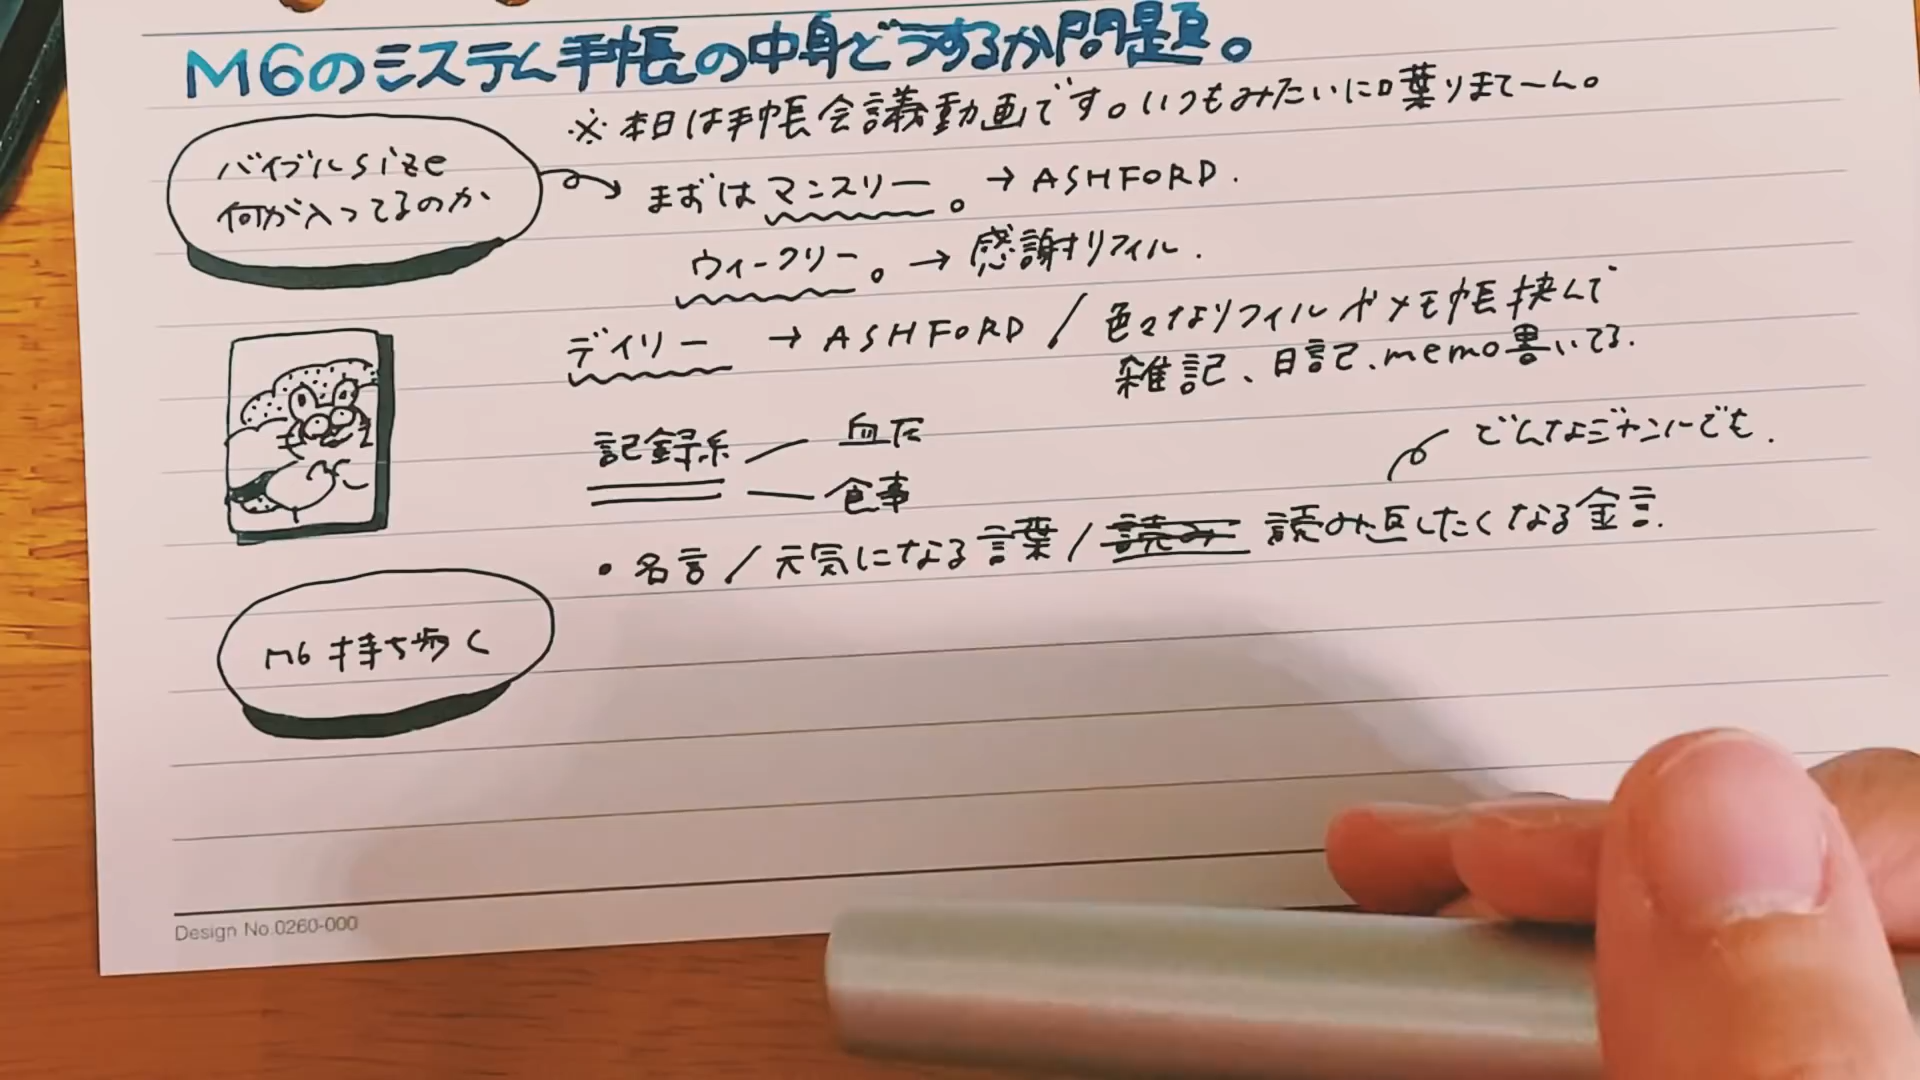 M6のシステム手帳の中身どうするか問題。
※本日は手帳会議動画です。いつもみたいに喋りませーん。
バイブルsize
何が入ってるのか
まずはマンスリー。→ASHFORD.
ウィークリー。→感謝リフィル.
デイリー→ASHFORD/色々なリフィルやメモ帳挟んで
雑記、日記、memo書いてる.
記録系 血圧
食事
どんなジャンルでも.
・名言/元気になる言葉/読み 読み返したくなる金言.
M6 持ち歩く
Design No.0260-000